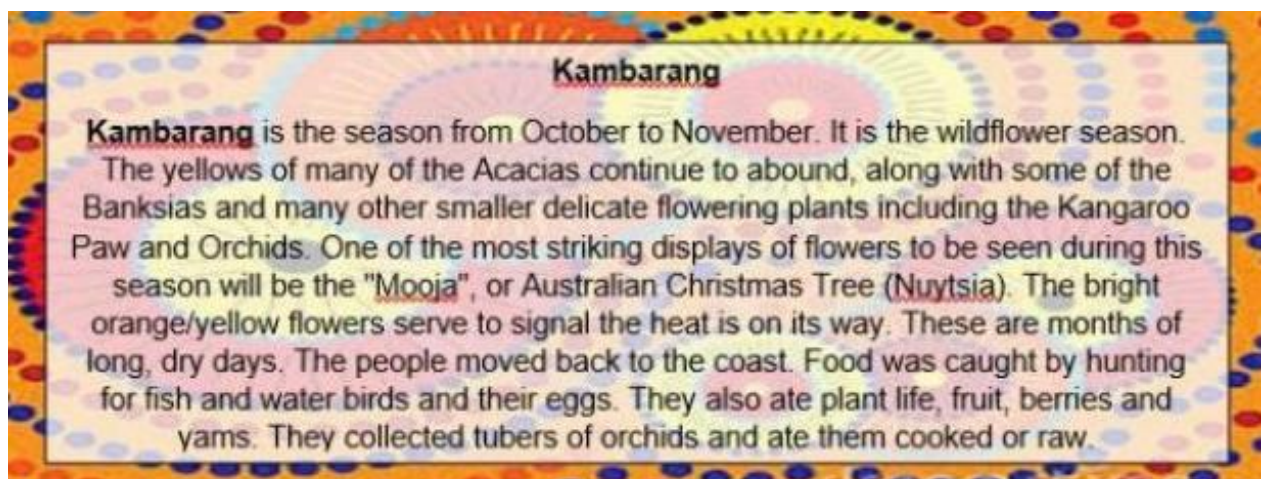 Kambarang
Kambarang is the season from October to November. It is the wildflower season.
The yellows of many of the Acacias continue to abound, along with some of the
Banksias and many other smaller delicate flowering plants including the Kangaroo
Paw and Orchids. One of the most striking displays of flowers to be seen during this
season will be the "Mooja", or Australian Christmas Tree (Nuytsia). The bright
orange/yellow flowers serve to signal the heat is on its way. These are months of
long, dry days. The people moved back to the coast. Food was caught by hunting
for fish and water birds and their eggs. They also ate plant life, fruit, berries and
yams. They collected tubers of orchids and ate them cooked or raw.